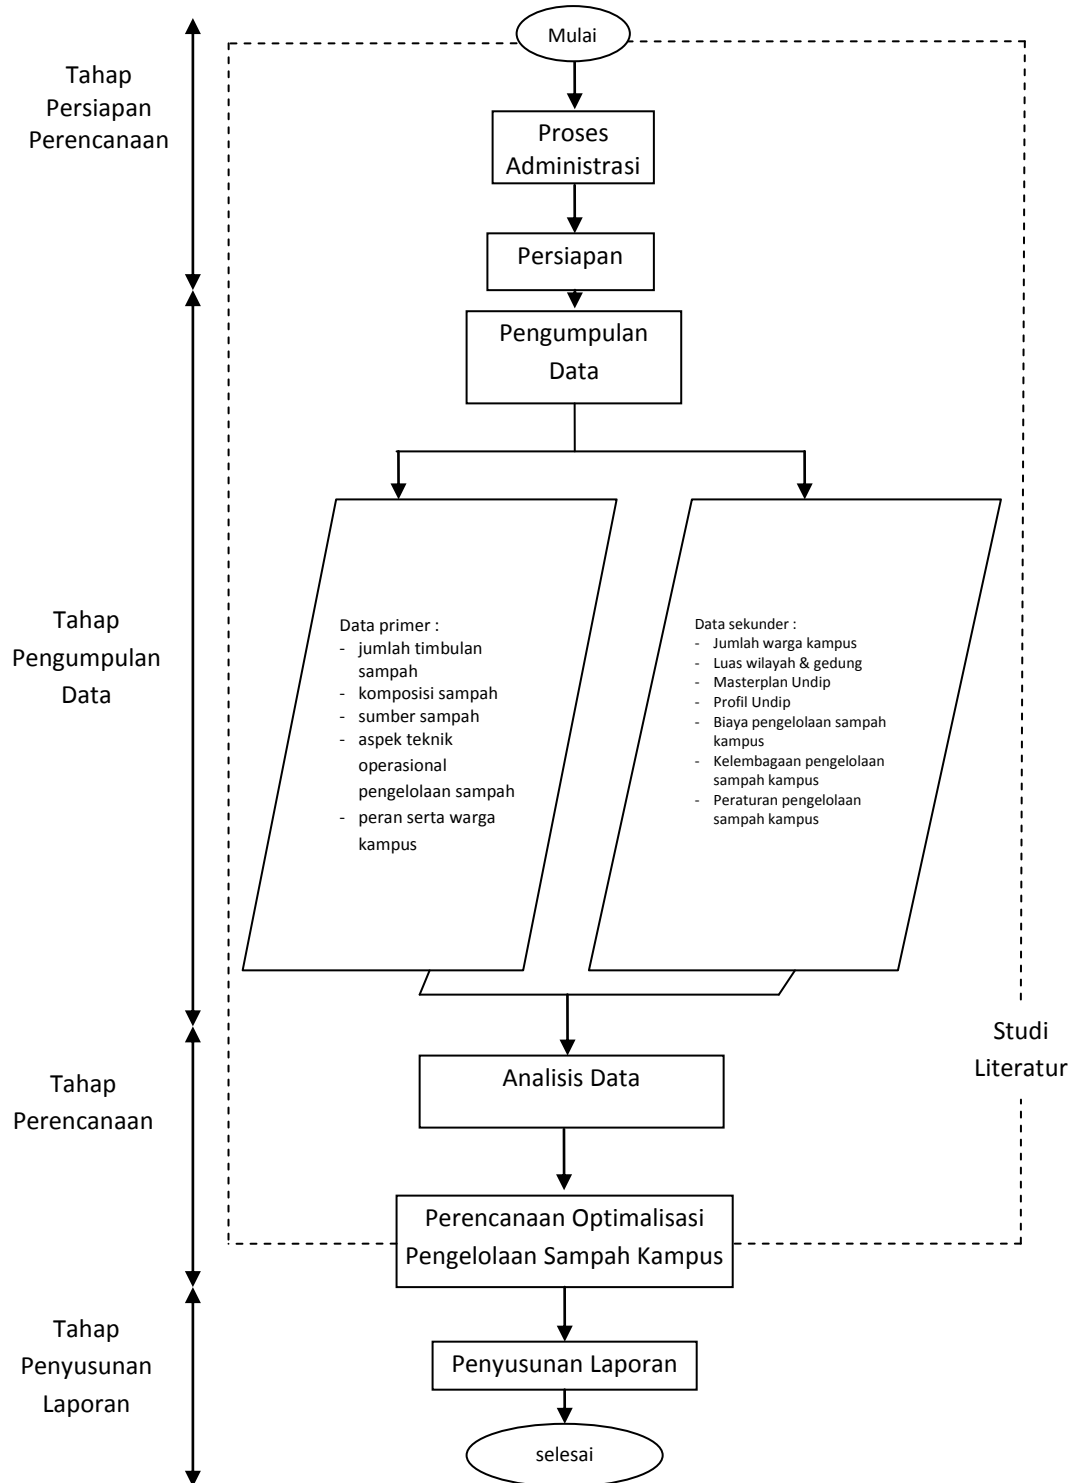 Mulai
Tahap
Persiapan
Perencanaan
Proses
Administrasi
Persiapan
Pengumpulan
Data
Tahap
Pengumpulan
Data
Data primer :
- jumlah timbulan
sampah
- komposisi sampah
- sumber sampah
- aspek teknik
operasional
pengelolaan sampah
- peran serta warga
kampus
Data sekunder :
- Jumlah warga kampus
- Luas wilayah & gedung
- Masterplan Undip
- Profil Undip
- Biaya pengelolaan sampah
kampus
- Kelembagaan pengelolaan
sampah kampus
- Peraturan pengelolaan
sampah kampus
Studi
Literatur
Tahap
Perencanaan
Analisis Data
Perencanaan Optimalisasi
Pengelolaan Sampah Kampus
Tahap
Penyusunan
Laporan
Penyusunan Laporan
selesai